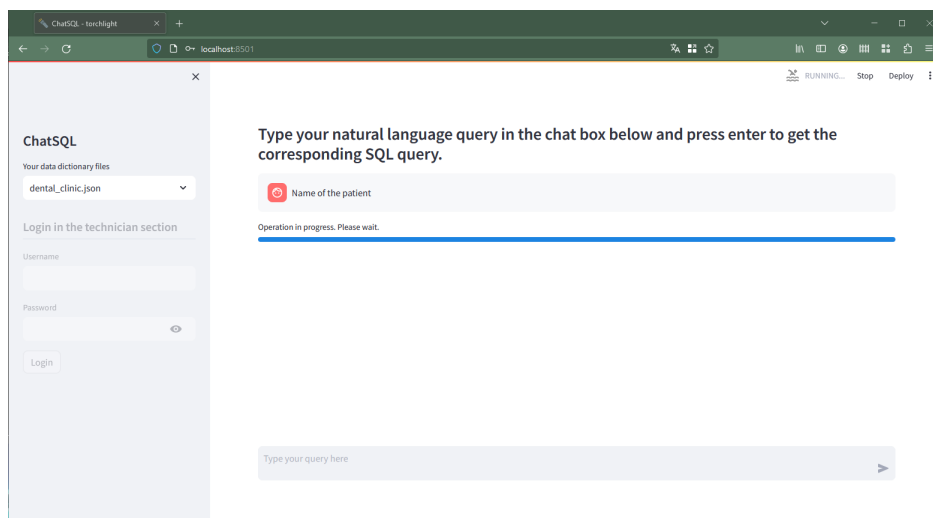 ChatSQL - torchlight
localhost:8501
RUNNING...
Stop
Deploy
ChatSQL
Your data dictionary files
dental_clinic.json
Login in the technician section
Username
Password
Login
Type your natural language query in the chat box below and press enter to get the
corresponding SQL query.
Name of the patient
Operation in progress. Please wait.
Type your query here